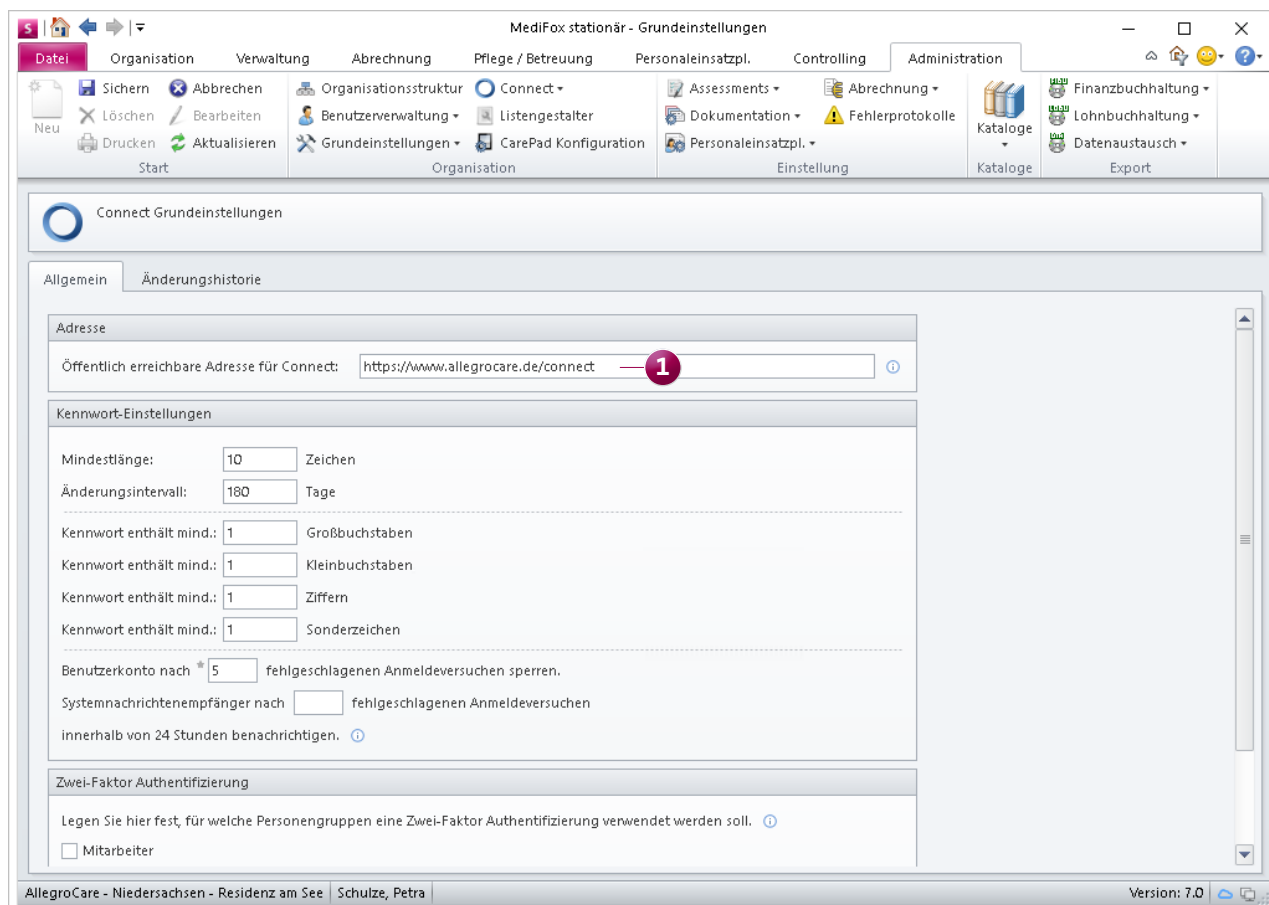 S MediFox stationär - Grundeinstellungen
Datei Organisation Verwaltung Abrechnung Pflege / Betreuung Personaleinsatzpl. Controlling Administration
Neu
Sichern Abbrechen
Löschen Bearbeiten
Drucken Aktualisieren
Start
Organisationsstruktur Connect
Benutzerverwaltung Listengestalter
Grundeinstellungen CarePad Konfiguration
Organisation
Assessments Abrechnung
Dokumentation Fehlerprotokolle
Personaleinsatzpl.
Einstellung
Kataloge
Kataloge
Finanzbuchhaltung
Lohnbuchhaltung
Datenaustausch
Export
Connect Grundeinstellungen
Allgemein Änderungshistorie
Adresse
Öffentlich erreichbare Adresse für Connect: https://www.allegrocare.de/connect 1
Kennwort-Einstellungen
Mindestlänge: 10 Zeichen
Änderungsintervall: 180 Tage
Kennwort enthält mind.: 1 Großbuchstaben
Kennwort enthält mind.: 1 Kleinbuchstaben
Kennwort enthält mind.: 1 Ziffern
Kennwort enthält mind.: 1 Sonderzeichen
Benutzerkonto nach * 5 fehlgeschlagenen Anmeldeversuchen sperren.
Systemnachrichtenempfänger nach fehlgeschlagenen Anmeldeversuchen
innerhalb von 24 Stunden benachrichtigen.
Zwei-Faktor Authentifizierung
Legen Sie hier fest, für welche Personengruppen eine Zwei-Faktor Authentifizierung verwendet werden soll.
Mitarbeiter
AllegroCare - Niedersachsen - Residenz am See Schulze, Petra Version: 7.0